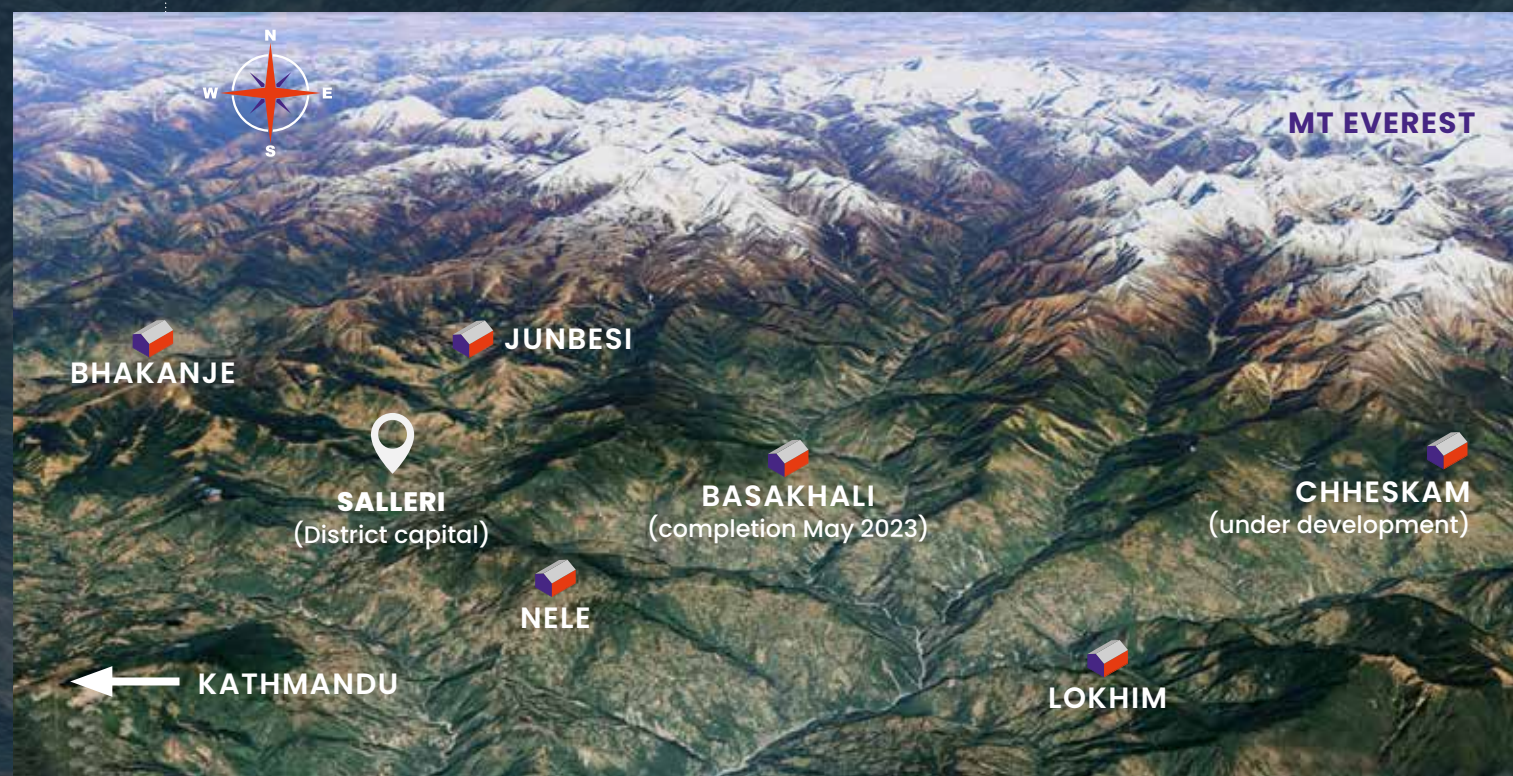 N
W E
S
MT EVEREST
JUNBESI
BHAKANJE
SALLERI
(District capital)
BASAKHALI
(completion May 2023)
CHHESKAM
(under development)
NELE
KATHMANDU
LOKHIM